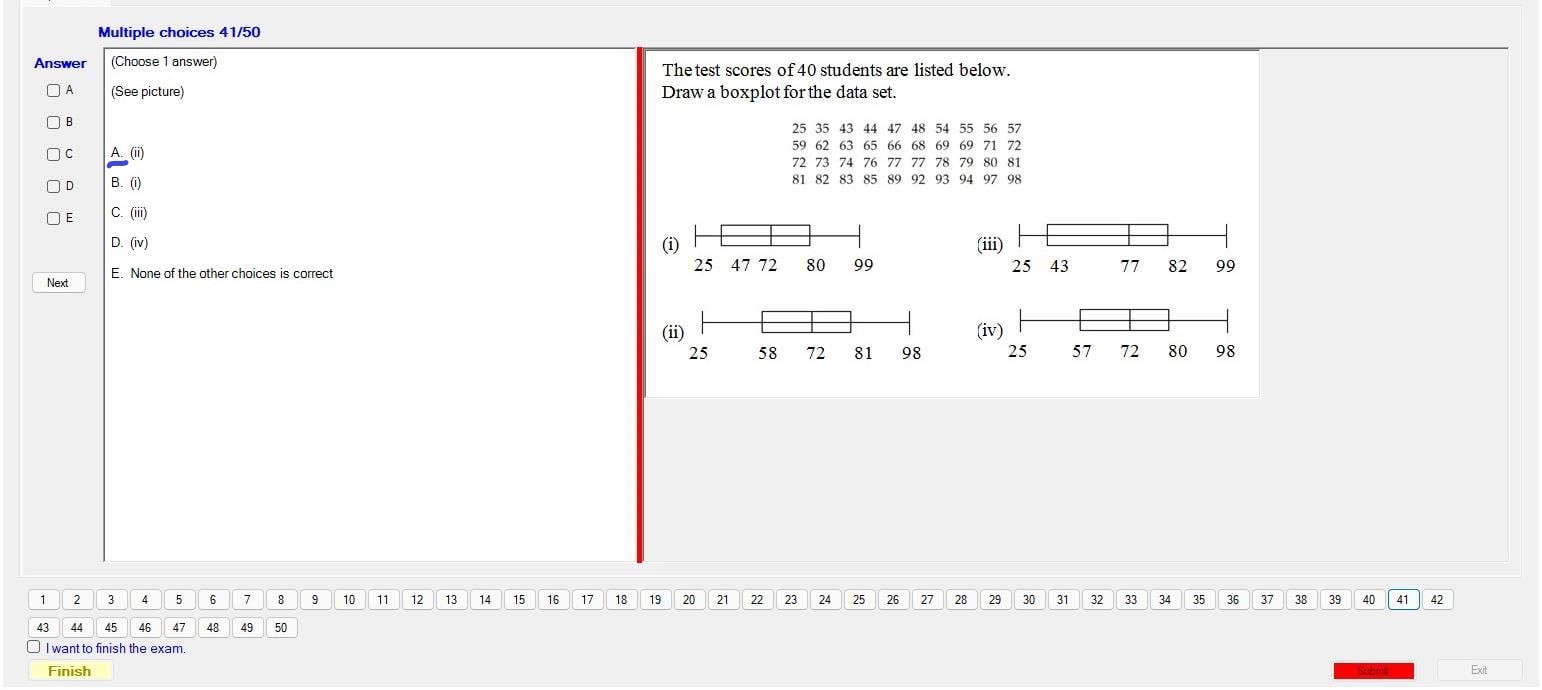 Multiple choices 41/50
Answer
A
B
C
D
E
Next
(Choose 1 answer)
(See picture)
A. (ii)
B. (i)
C. (iii)
D. (iv)
E. None of the other choices is correct
The test scores of 40 students are listed below.
Draw a boxplot for the data set.
25 35 43 44 47 48 54 55 56 57
59 62 63 65 66 68 69 69 71 72
72 73 74 76 77 77 78 79 80 81
81 82 83 85 89 92 93 94 97 98
(i)
25 47 72 80 99
(iii)
25 43 77 82 99
(ii)
25 58 72 81 98
(iv)
25 57 72 80 98
1 2 3 4 5 6 7 8 9 10 11 12 13 14 15 16 17 18 19 20 21 22 23 24 25 26 27 28 29 30 31 32 33 34 35 36 37 38 39 40 41 42
43 44 45 46 47 48 49 50
I want to finish the exam.
Finish
Submit
Exit